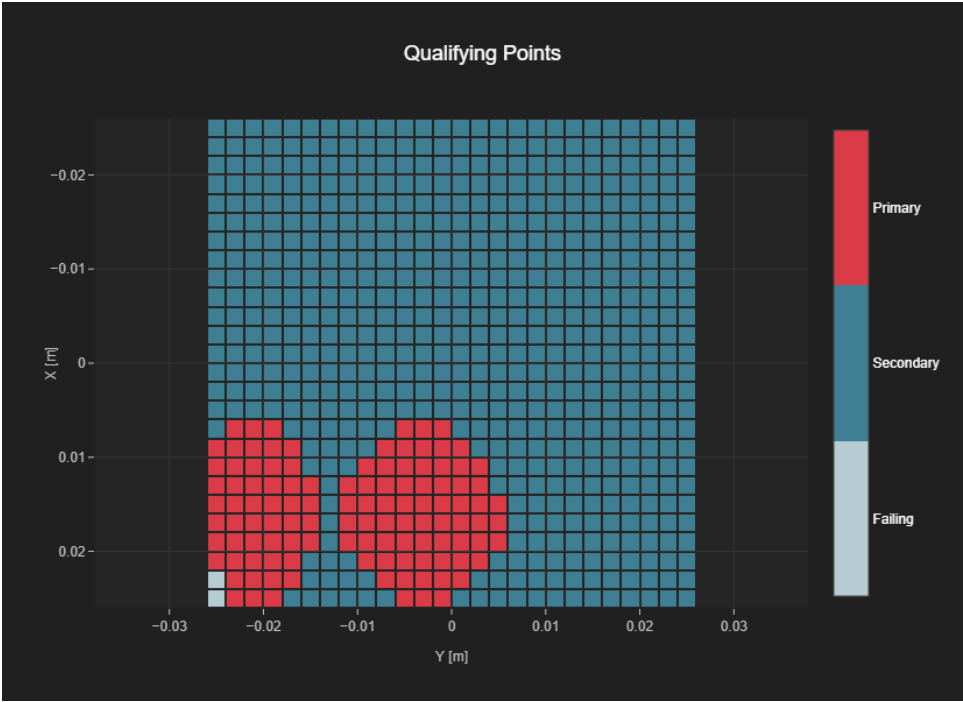 Qualifying Points
−0.02
−0.01
0
0.01
0.02
X [m]
−0.03
−0.02
−0.01
0
0.01
0.02
0.03
Y [m]
Primary
Secondary
Failing